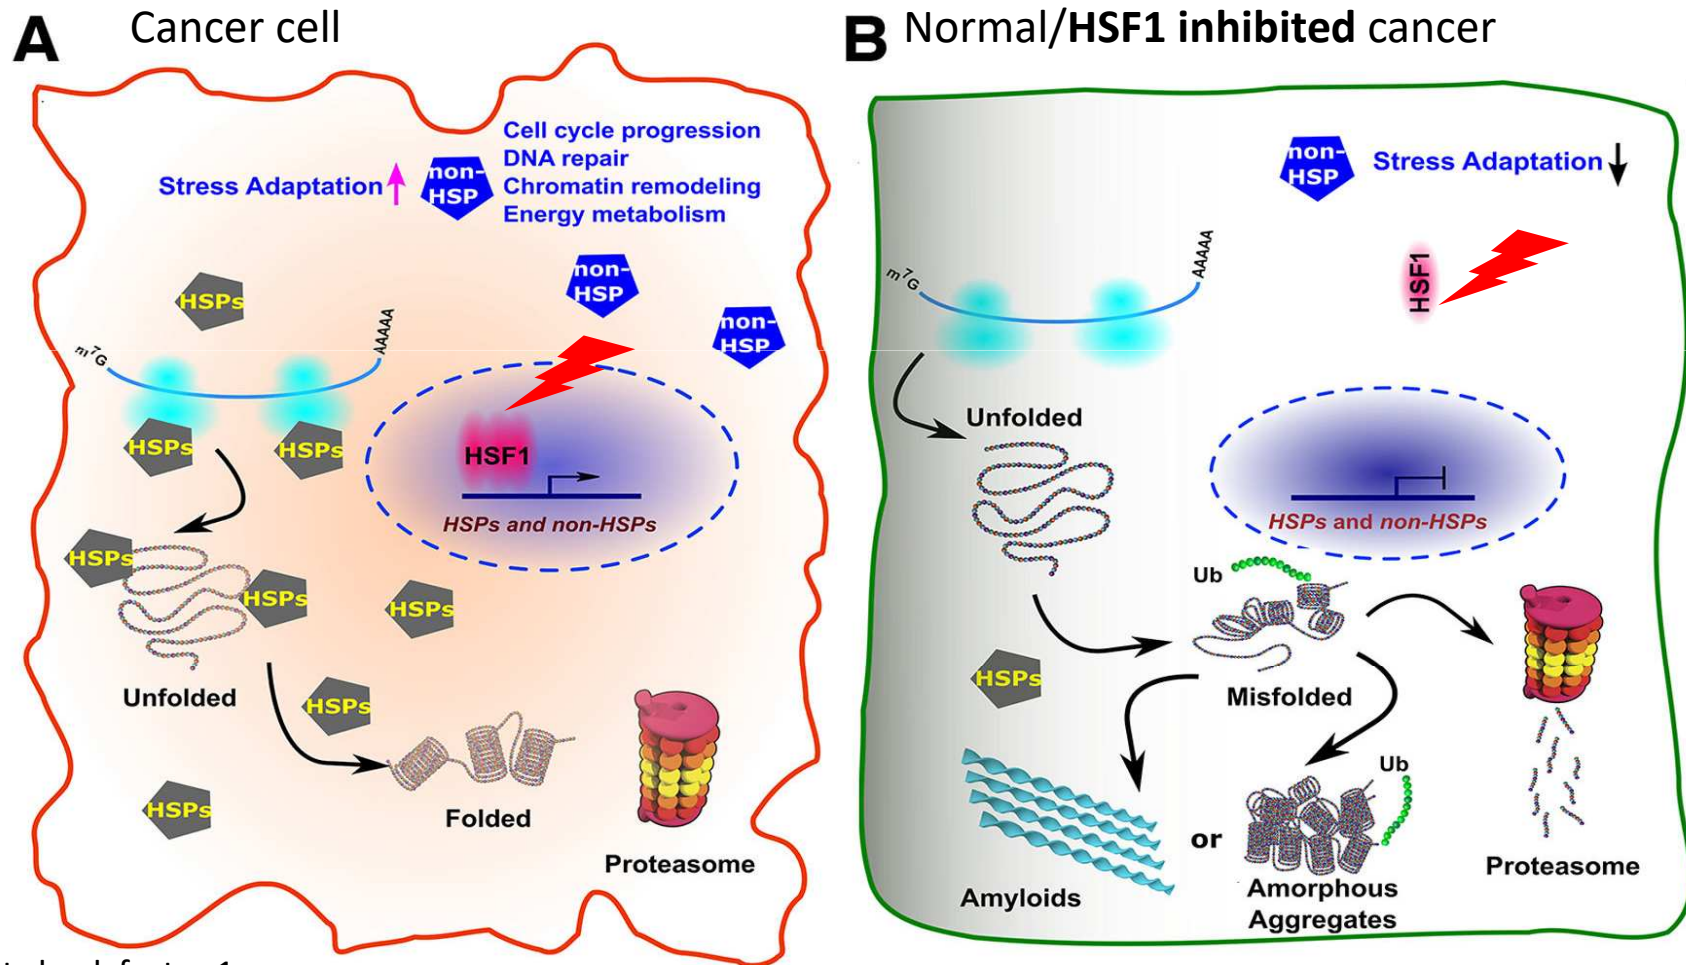 A
Cancer cell
Cell cycle progression
DNA repair
Chromatin remodeling
Energy metabolism
Stress Adaptation
non-
HSP
HSPs
non-
HSP
non-
HSP
m7G
AAAAA
HSPs
HSPs
HSF1
HSPs and non-HSPs
HSPs
HSPs
HSPs
Unfolded
HSPs
HSPs
Folded
Proteasome
B
Normal/HSF1 inhibited cancer
non-
HSP
Stress Adaptation
HSF1
m7G
AAAAA
Unfolded
HSPs and non-HSPs
Ub
HSPs
Misfolded
Ub
or
Amyloids
Amorphous
Aggregates
Proteasome